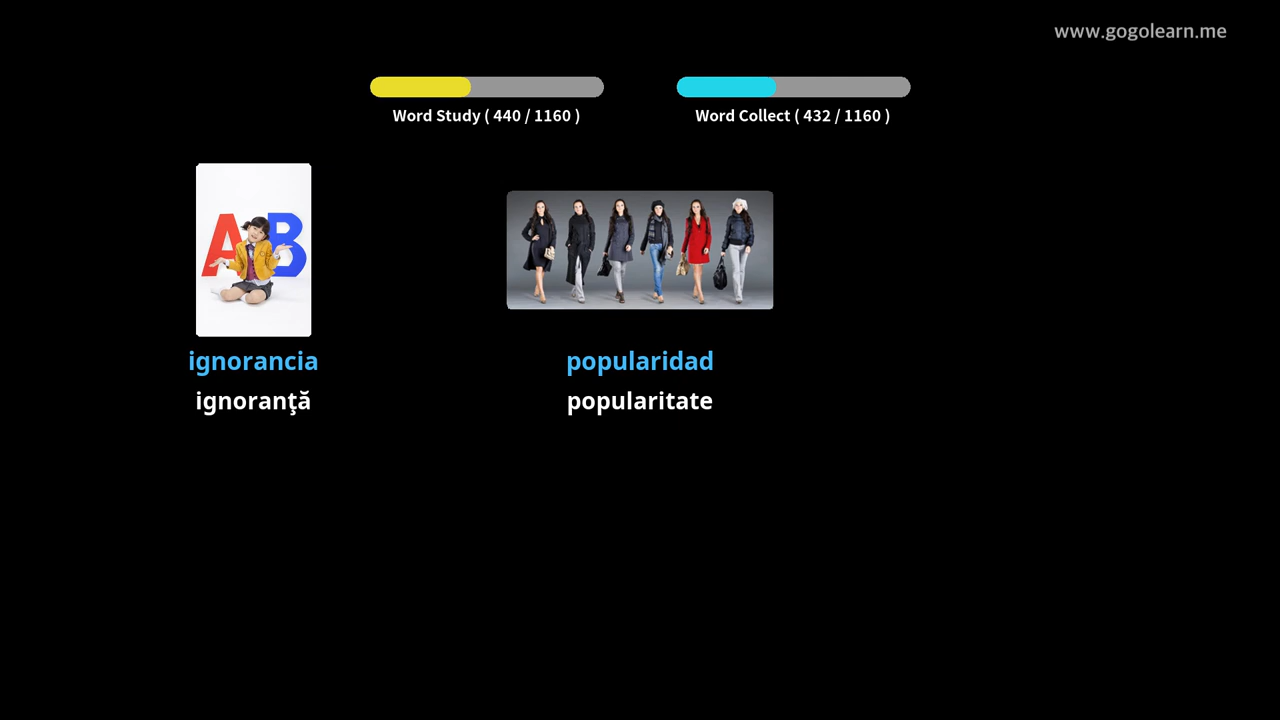 www.gogolearn.me
Word Study ( 440 / 1160 )
Word Collect ( 432 / 1160 )
A B
ignorancia
ignoranţă
popularidad
popularitate